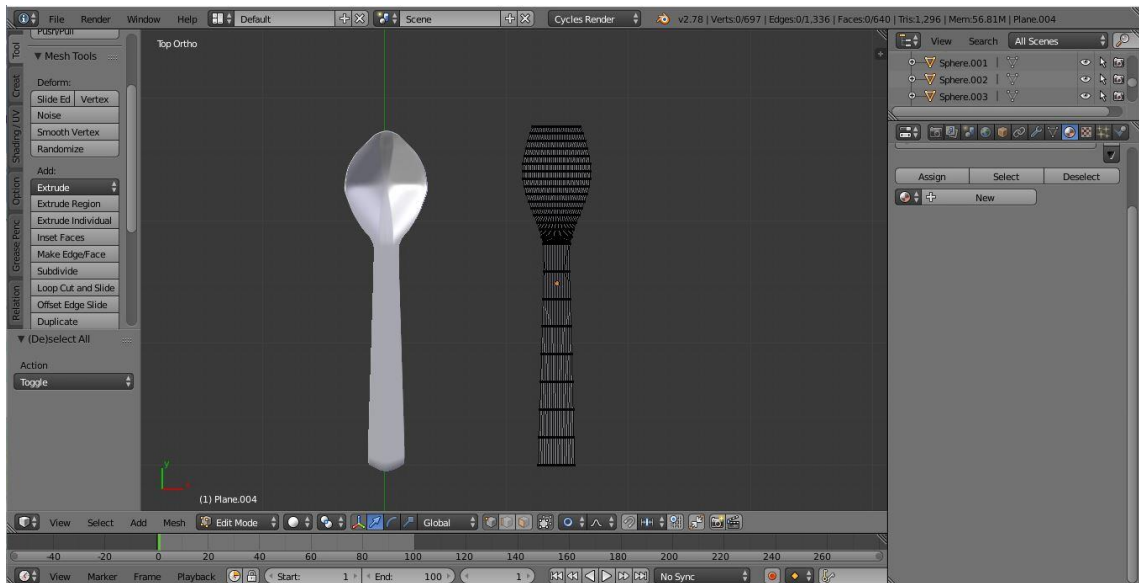 File Render Window Help Default Scene Cycles Render v2.78 | Verts:0/697 | Edges:0/1,336 | Faces:0/640 | Tris:1,296 | Mem:56.81M | Plane.004
Push/Pull
Mesh Tools
Deform:
Slide Ed Vertex
Noise
Smooth Vertex
Randomize
Add:
Extrude
Extrude Region
Extrude Individual
Inset Faces
Make Edge/Face
Subdivide
Loop Cut and Slide
Offset Edge Slide
Duplicate
(De)select All
Action
Toggle
Tool
Creat
Shading / UV
Option
Grease Penc
Relation
Top Ortho
y
(1) Plane.004
View Search All Scenes
Sphere.001
Sphere.002
Sphere.003
Assign Select Deselect
New
View Select Add Mesh Edit Mode Global
-40 -20 0 20 40 60 80 100 120 140 160 180 200 220 240 260
View Marker Frame Playback Start: 1 End: 100 1 No Sync